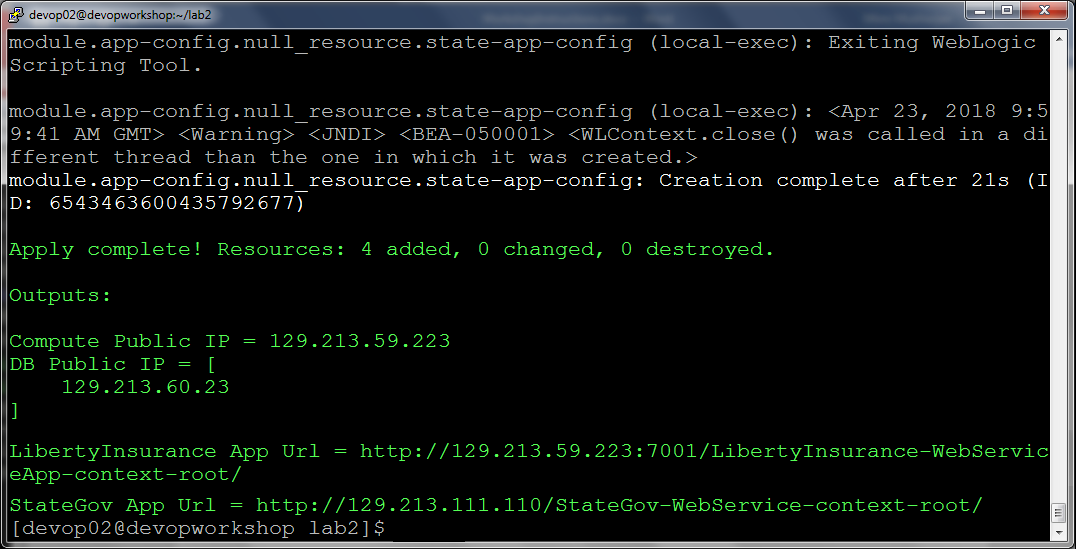 devop02@devopworkshop:~/lab2
module.app-config.null_resource.state-app-config (local-exec): Exiting WebLogic
Scripting Tool.
module.app-config.null_resource.state-app-config (local-exec): <Apr 23, 2018 9:5
9:41 AM GMT> <Warning> <JNDI> <BEA-050001> <WLContext.close() was called in a di
fferent thread than the one in which it was created.>
module.app-config.null_resource.state-app-config: Creation complete after 21s (I
D: 6543463600435792677)
Apply complete! Resources: 4 added, 0 changed, 0 destroyed.
Outputs:
Compute Public IP = 129.213.59.223
DB Public IP = [
    129.213.60.23
]
LibertyInsurance App Url = http://129.213.59.223:7001/LibertyInsurance-WebServic
eApp-context-root/
StateGov App Url = http://129.213.111.110/StateGov-WebService-context-root/
[devop02@devopworkshop lab2]$